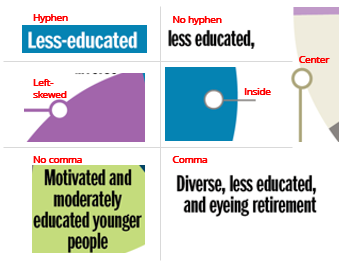 Hyphen
Less-educated
No hyphen
less educated,
Center
Left-
skewed
Inside
No comma
Motivated and
moderately
educated younger
people
Comma
Diverse, less educated,
and eyeing retirement